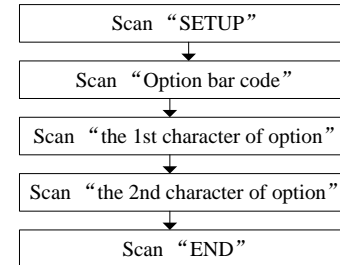 Scan “SETUP”
Scan “Option bar code”
Scan “the 1st character of option”
Scan “the 2nd character of option”
Scan “END”